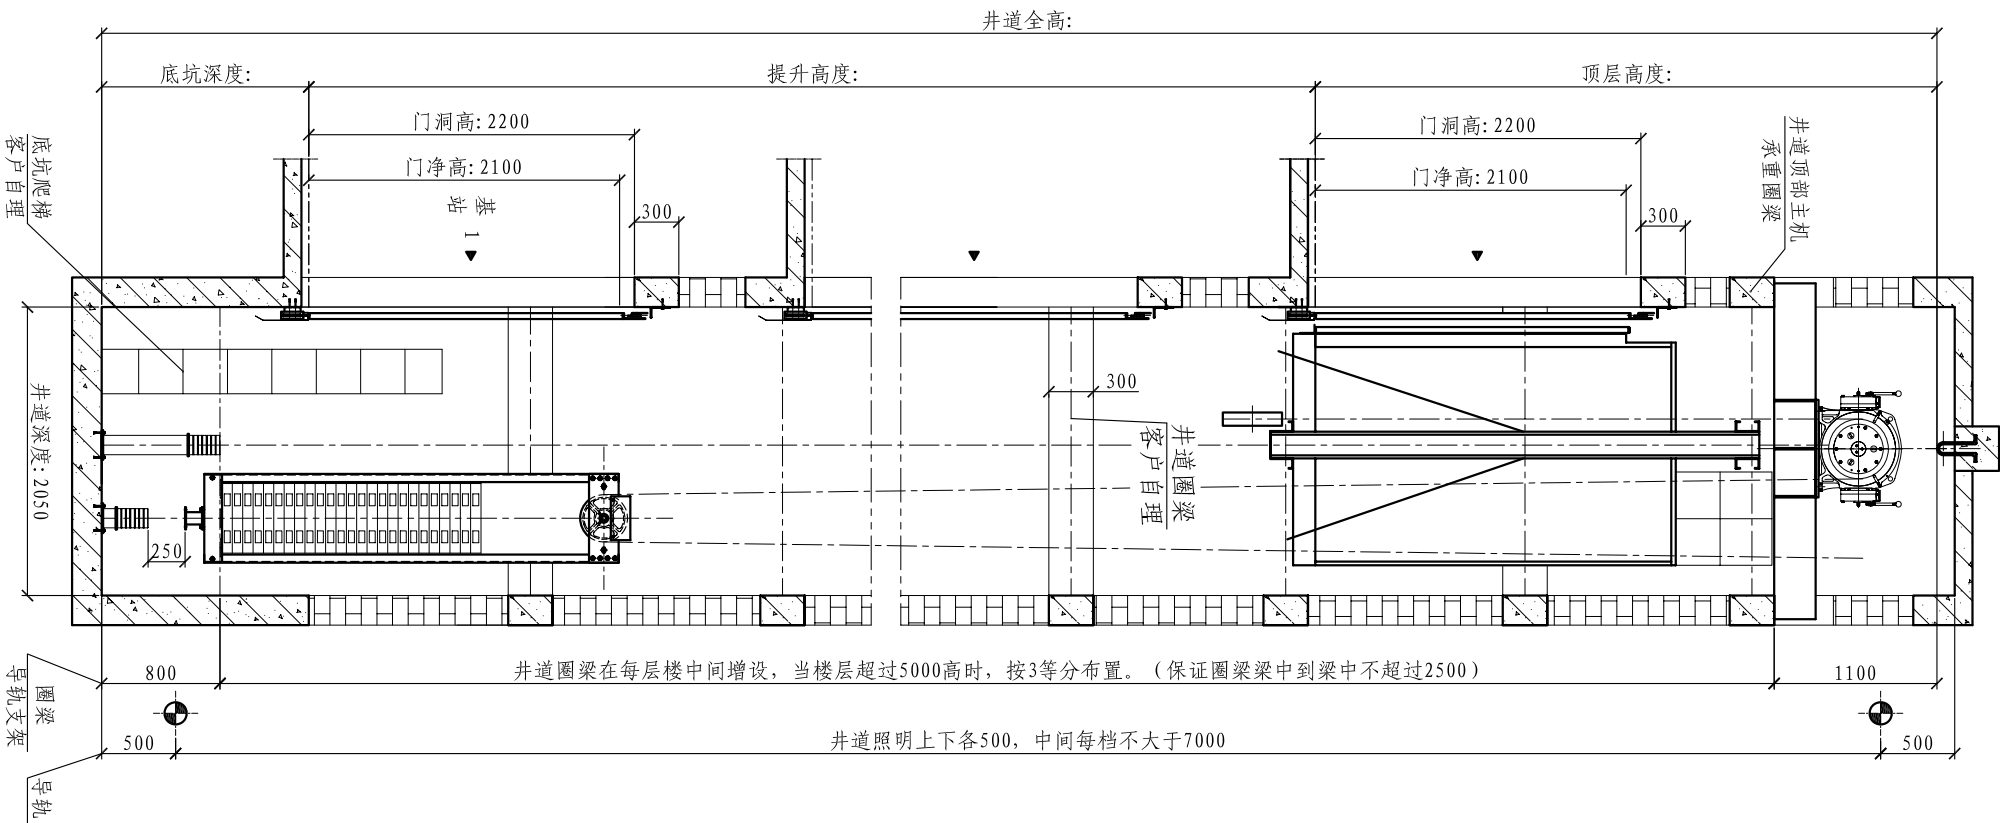 井道全高:
底坑深度:
提升高度:
顶层高度:
门洞高:2200
门洞高:2200
门净高:2100
门净高:2100
300
300
基
站
1
底坑爬梯
客户自理
井道顶部主机
承重圈梁
井道深度:2050
300
井道圈梁
客户自理
250
800
井道圈梁在每层楼中间增设，当楼层超过5000高时，按3等分布置。（保证圈梁梁中到梁中不超过2500）
1100
圈梁
导轨支架
500
井道照明上下各500，中间每档不大于7000
500
导轨